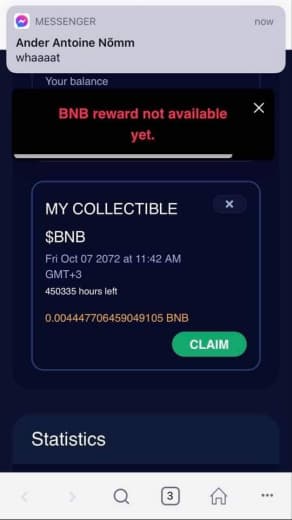 MESSENGER
now
Ander Antoine Nõmm
whaaaat
Your balance
BNB reward not available
yet.
MY COLLECTIBLE
$BNB
Fri Oct 07 2072 at 11:42 AM
GMT+3
450335 hours left
0.004447706459049105 BNB
CLAIM
Statistics
3